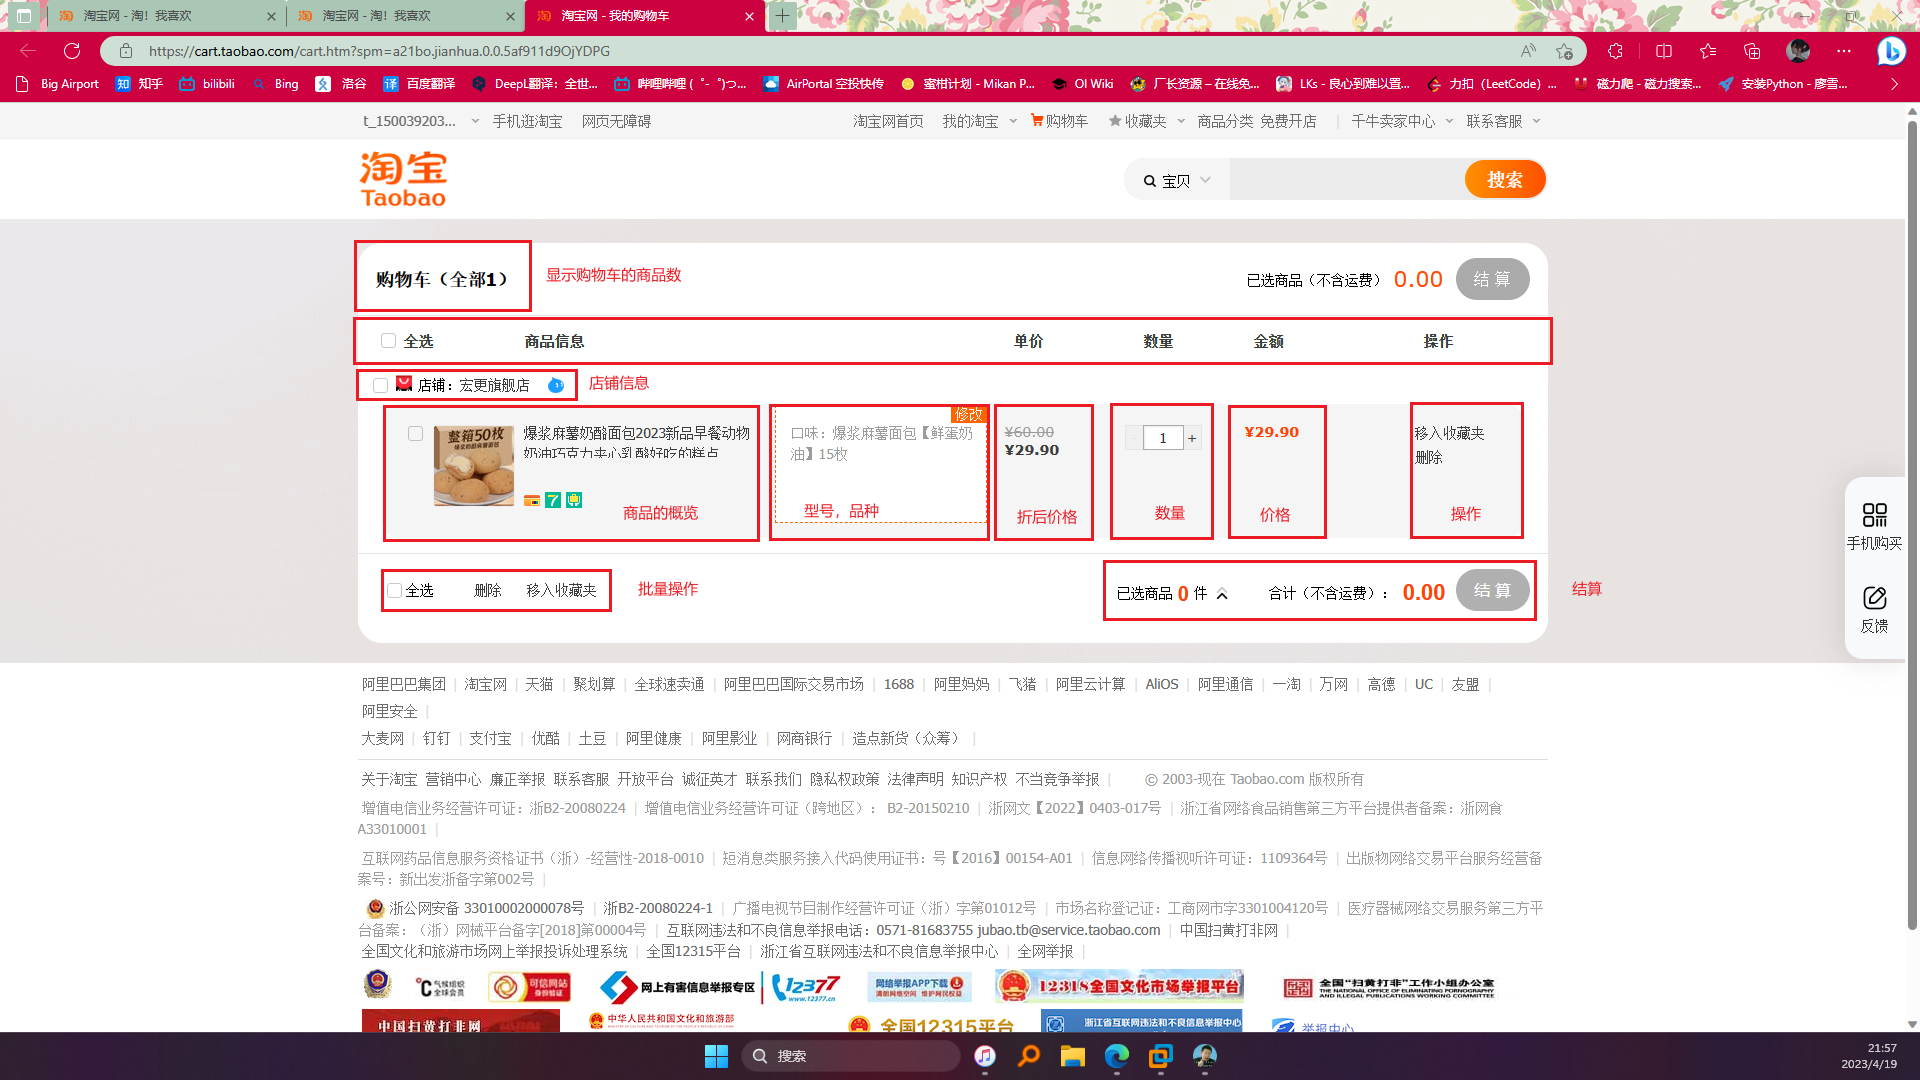 淘宝网 - 淘！我喜欢
淘宝网 - 淘！我喜欢
淘宝网 - 我的购物车
https://cart.taobao.com/cart.htm?spm=a21bo.jianhua.0.0.5af911d9OjYDPG
Big Airport 知乎 bilibili Bing 洛谷 百度翻译 DeepL翻译：全世... 哔哩哔哩 (゜-゜)つ... AirPortal 空投快传 蜜柑计划 - Mikan P... OI Wiki 厂长资源 – 在线免... LKs - 良心到难以置... 力扣（LeetCode）... 磁力爬 - 磁力搜索... 安装Python - 廖雪...
t_150039203... 手机逛淘宝 网页无障碍 淘宝网首页 我的淘宝 购物车 收藏夹 商品分类 免费开店 | 千牛卖家中心 联系客服
淘宝
Taobao
宝贝 搜索
购物车（全部1） 显示购物车的商品数 已选商品（不含运费） 0.00 结 算
全选 商品信息 单价 数量 金额 操作
店铺：宏更旗舰店 店铺信息
整箱50枚
爆浆麻薯奶酪面包2023新品早餐动物
奶油巧克力夹心乳酪好吃的糕点
商品的概览
修改
口味：爆浆麻薯面包【鲜蛋奶
油】15枚
型号，品种
¥60.00
¥29.90
折后价格
- 1 +
数量
¥29.90
价格
移入收藏夹
删除
操作
全选 删除 移入收藏夹 批量操作 已选商品 0 件 合计（不含运费）： 0.00 结 算 结算
手机购买
反馈
阿里巴巴集团 | 淘宝网 | 天猫 | 聚划算 | 全球速卖通 | 阿里巴巴国际交易市场 | 1688 | 阿里妈妈 | 飞猪 | 阿里云计算 | AliOS | 阿里通信 | 一淘 | 万网 | 高德 | UC | 友盟 |
阿里安全 |
大麦网 | 钉钉 | 支付宝 | 优酷 | 土豆 | 阿里健康 | 阿里影业 | 网商银行 | 造点新货（众筹） |
关于淘宝 营销中心 廉正举报 联系客服 开放平台 诚征英才 联系我们 隐私权政策 法律声明 知识产权 不当竞争举报 | © 2003-现在 Taobao.com 版权所有
增值电信业务经营许可证：浙B2-20080224 | 增值电信业务经营许可证（跨地区）： B2-20150210 | 浙网文【2022】0403-017号 | 浙江省网络食品销售第三方平台提供者备案：浙网食
A33010001 |
互联网药品信息服务资格证书（浙）-经营性-2018-0010 | 短消息类服务接入代码使用证书：号【2016】00154-A01 | 信息网络传播视听许可证：1109364号 | 出版物网络交易平台服务经营备
案号：新出发浙备字第002号 |
浙公网安备 33010002000078号 | 浙B2-20080224-1 | 广播电视节目制作经营许可证（浙）字第01012号 | 市场名称登记证：工商网市字3301004120号 | 医疗器械网络交易服务第三方平
台备案：（浙）网械平台备字[2018]第00004号 | 互联网违法和不良信息举报电话：0571-81683755 jubao.tb@service.taobao.com | 中国扫黄打非网 |
全国文化和旅游市场网上举报投诉处理系统 | 全国12315平台 | 浙江省互联网违法和不良信息举报中心 | 全网举报 |
气候组织
全球会员
可信网站
身份验证
网上有害信息举报专区
12377
www.12377.cn
网络举报APP下载
清朗网络空间 维护网民权益
12318全国文化市场举报平台
全国“扫黄打非”工作小组办公室
THE NATIONAL OFFICE OF ELIMINATING PORNOGRAPHY
AND ILLEGAL PUBLICATIONS WORKING COMMITTEE
中国扫黄打非网
中华人民共和国文化和旅游部
全国12315平台
浙江省互联网违法和不良信息举报中心
举报中心
搜索
21:57
2023/4/19